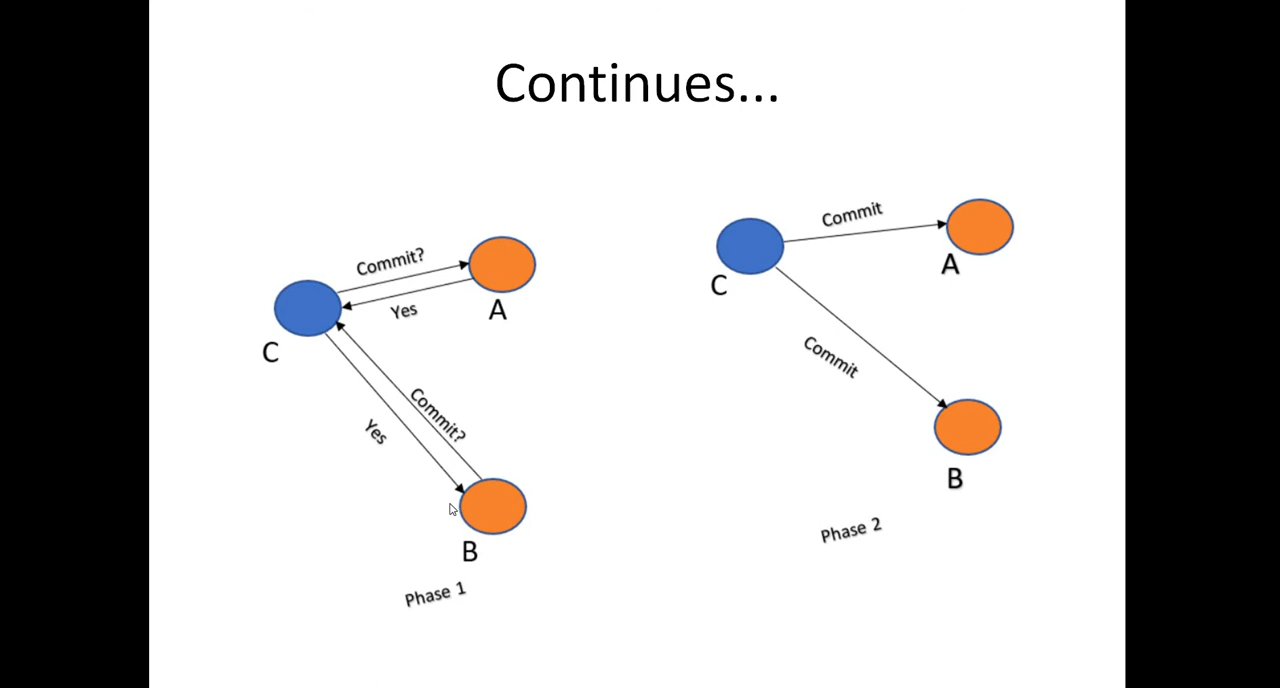 Continues...
Commit?
Yes
A
C
Commit?
Yes
B
Phase 1
Commit
A
C
Commit
B
Phase 2